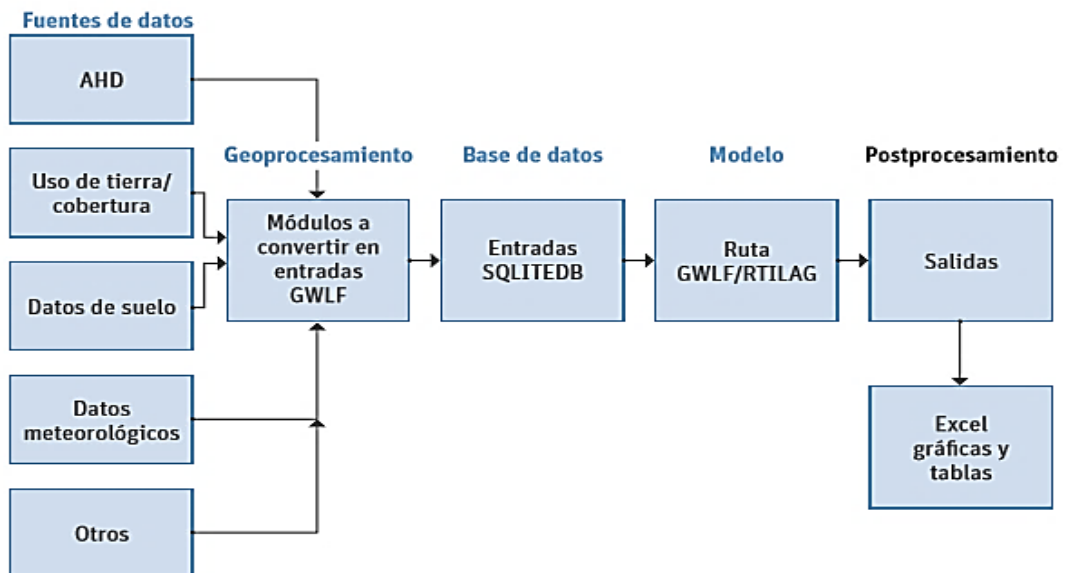 Fuentes de datos
AHD
Uso de tierra/
cobertura
Datos de suelo
Datos
meteorológicos
Otros
Geoprocesamiento
Módulos a
convertir en
entradas
GWLF
Base de datos
Entradas
SQLITEDB
Modelo
Ruta
GWLF/RTILAG
Postprocesamiento
Salidas
Excel
gráficas y
tablas